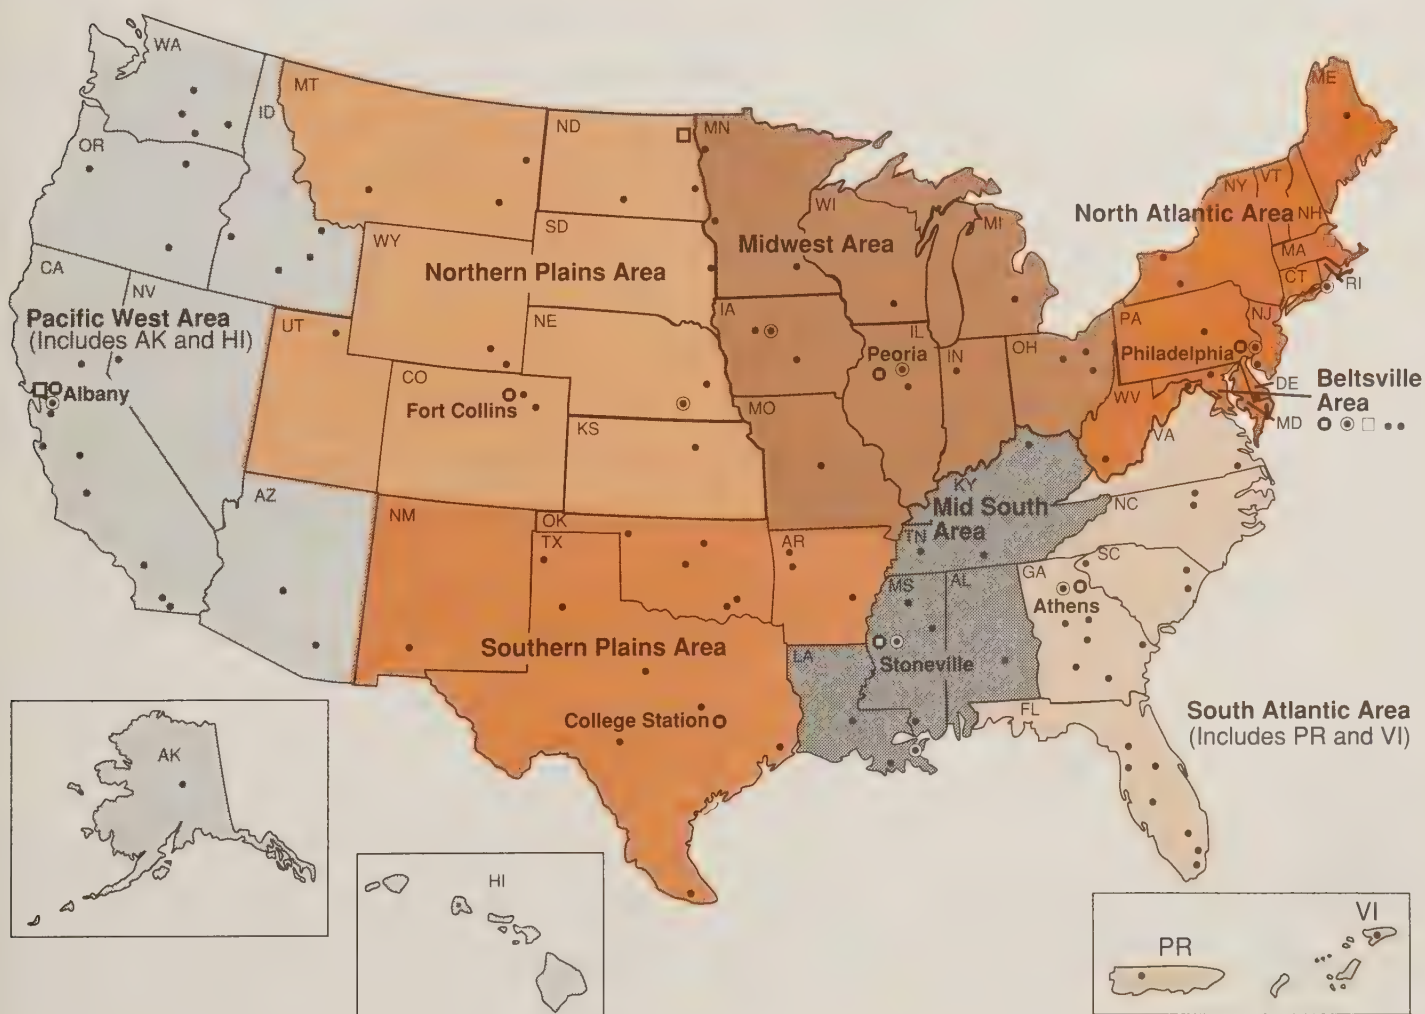 WA
MT
ID
ND
MN
OR
ME
NY
VT
WI
MI
NH
North Atlantic Area
WY
SD
Midwest Area
MA
CA
Northern Plains Area
CT
RI
NV
IA
Pacific West Area
(Includes AK and HI)
UT
NE
IL
PA
NJ
Peoria
IN
OH
Philadelphia
CO
DE
Beltsville
Area
Albany
Fort Collins
MO
WV
MD
KS
VA
AZ
KY
NM
OK
Mid South
Area
NC
TX
AR
TN
SC
MS
AL
GA
Athens
Southern Plains Area
LA
Stoneville
College Station
FL
South Atlantic Area
(Includes PR and VI)
AK
HI
VI
PR